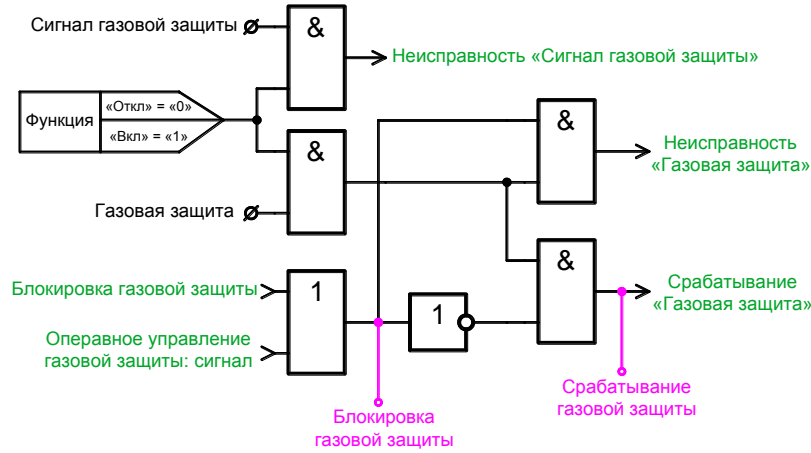 Сигнал газовой защиты
&
Неисправность «Сигнал газовой защиты»
Функция
«Откл» = «0»
«Вкл» = «1»
&
&
Неисправность
«Газовая защита»
Газовая защита
&
Срабатывание
«Газовая защита»
Блокировка газовой защиты
1
1
Операвное управление
газовой защиты: сигнал
Блокировка
газовой защиты
Срабатывание
газовой защиты